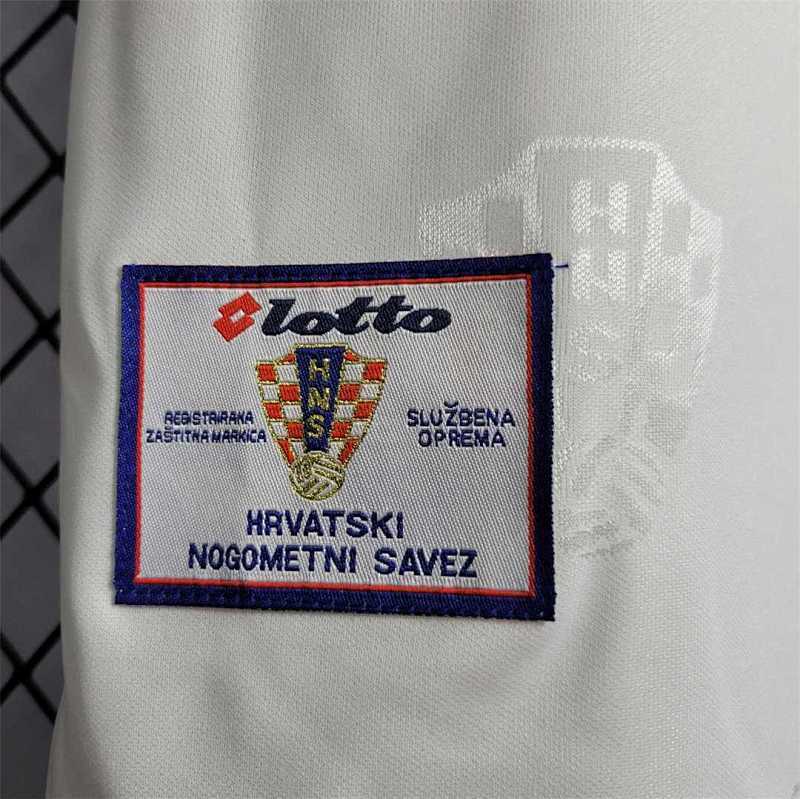 lotto
HNS
REGISTRIRANA
ZAŠTITNA MARKICA
SLUŽBENA
OPREMA
HRVATSKI
NOGOMETNI SAVEZ